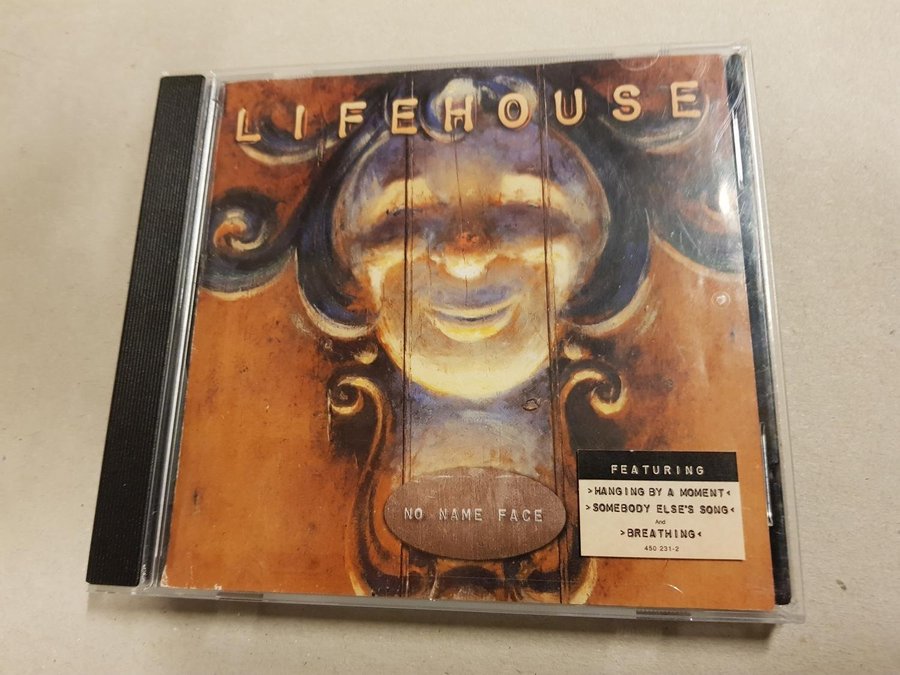 LIFEHOUSE
NO NAME FACE
FEATURING
>HANGING BY A MOMENT<
>SOMEBODY ELSE'S SONG<
And
>BREATHING<
450 231-2